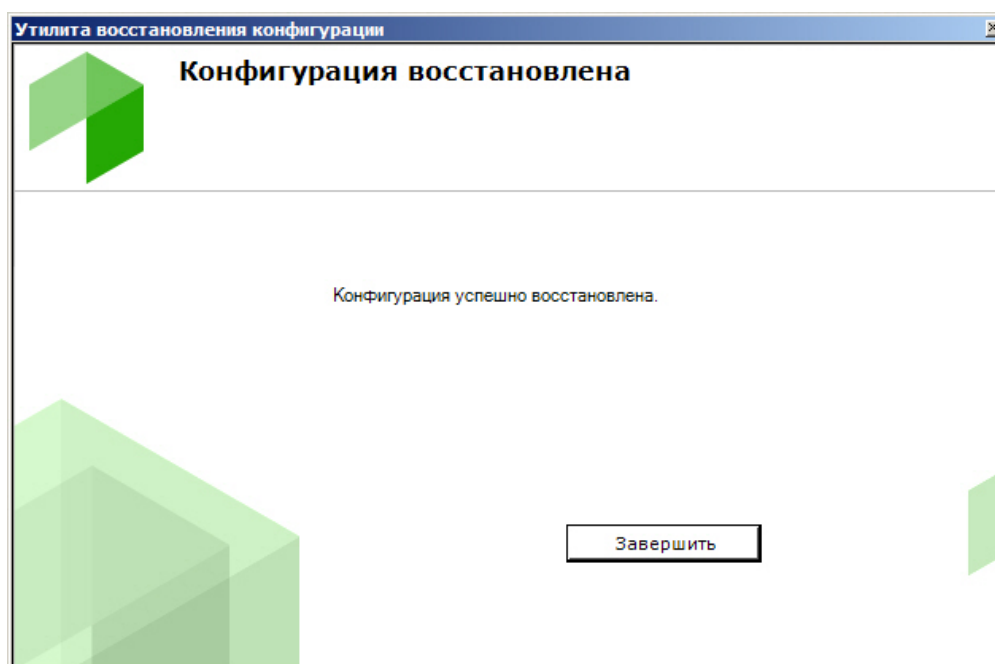 Утилита восстановления конфигурации
Конфигурация восстановлена
Конфигурация успешно восстановлена.
Завершить